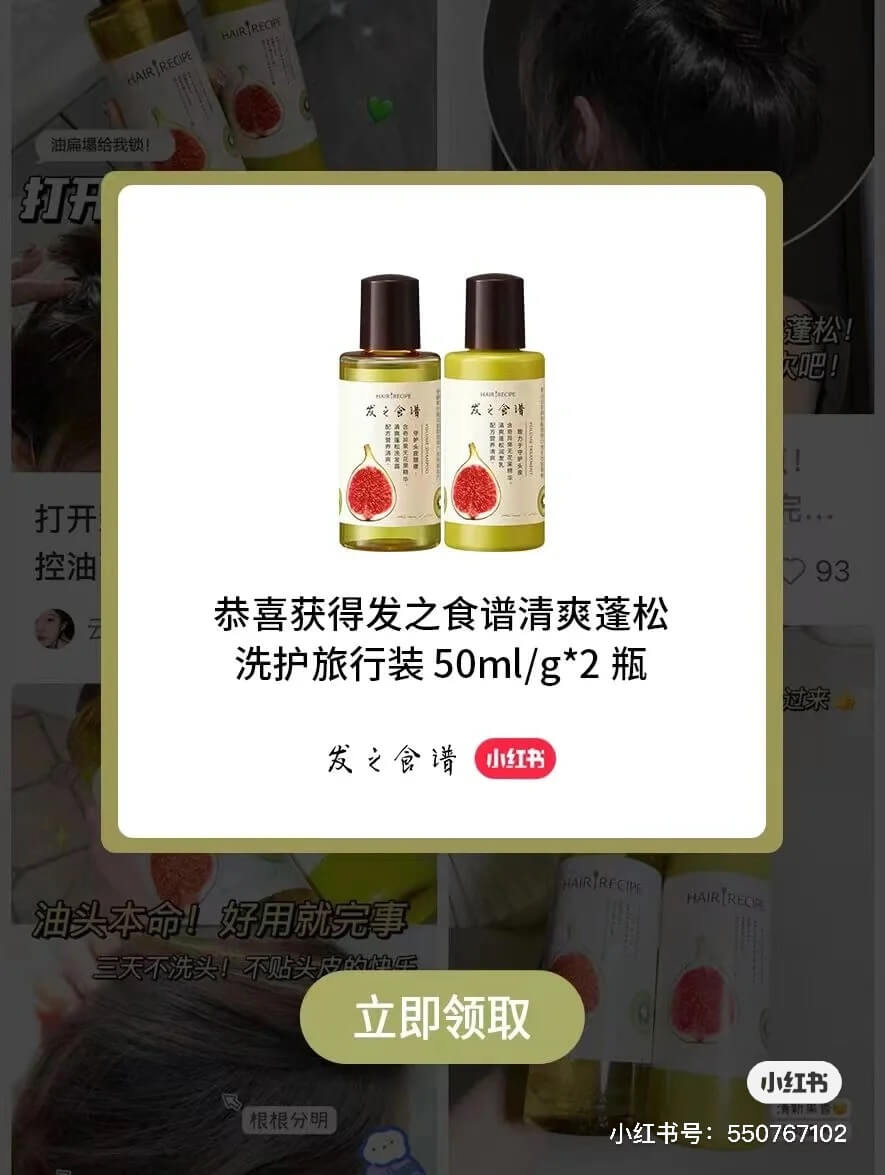 HAIR RECIPE
HAIR RECIPE
油扁塌给我锁！
打开
蓬松！
吹吧！
HAIR RECIPE
发之食谱
HAIR RECIPE
发之食谱
恭喜获得发之食谱清爽蓬松
洗护旅行装 50ml/g*2 瓶
发之食谱 小红书
打开
控油
完...
93
过来
HAIR RECIPE
HAIR RECIPE
油头本命！好用就完事
三天不洗头！不贴头皮的快乐
立即领取
根根分明
小红书
小红书号：550767102